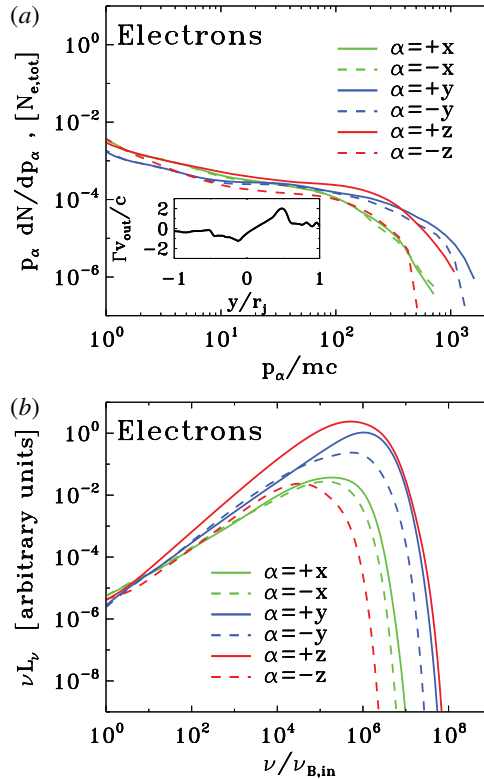 (a)
Electrons
p_α dN/dp_α , [N_e,tot]
10^0
10^-2
10^-4
10^-6
α=+x
α=−x
α=+y
α=−y
α=+z
α=−z
Γv_out/c
2
0
−2
−1
0
1
y/r_j
10^0
10^1
10^2
10^3
p_α/mc
(b)
Electrons
νL_ν [arbitrary units]
10^0
10^-2
10^-4
10^-6
10^-8
α=+x
α=−x
α=+y
α=−y
α=+z
α=−z
10^0
10^2
10^4
10^6
10^8
ν/ν_B,in